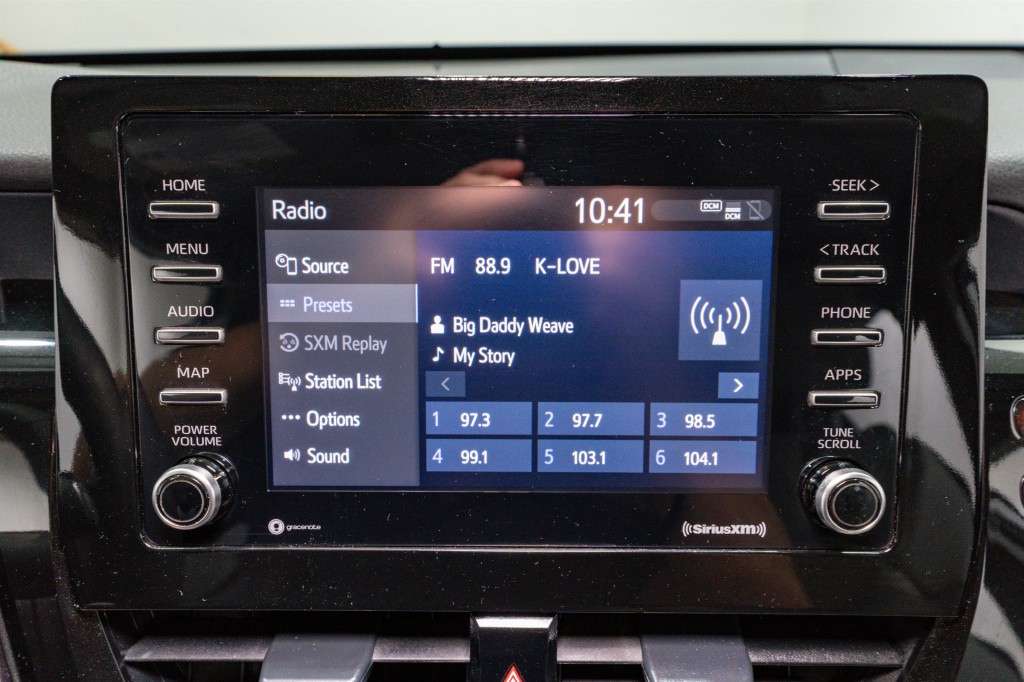 HOME
MENU
AUDIO
MAP
POWER
VOLUME
Radio
10:41
DCM
DCM
Source
Presets
SXM Replay
Station List
Options
Sound
FM 88.9 K-LOVE
Big Daddy Weave
My Story
<
>
1 97.3 2 97.7 3 98.5
4 99.1 5 103.1 6 104.1
gracenote
((SiriusXM))
SEEK >
< TRACK
PHONE
APPS
TUNE
SCROLL